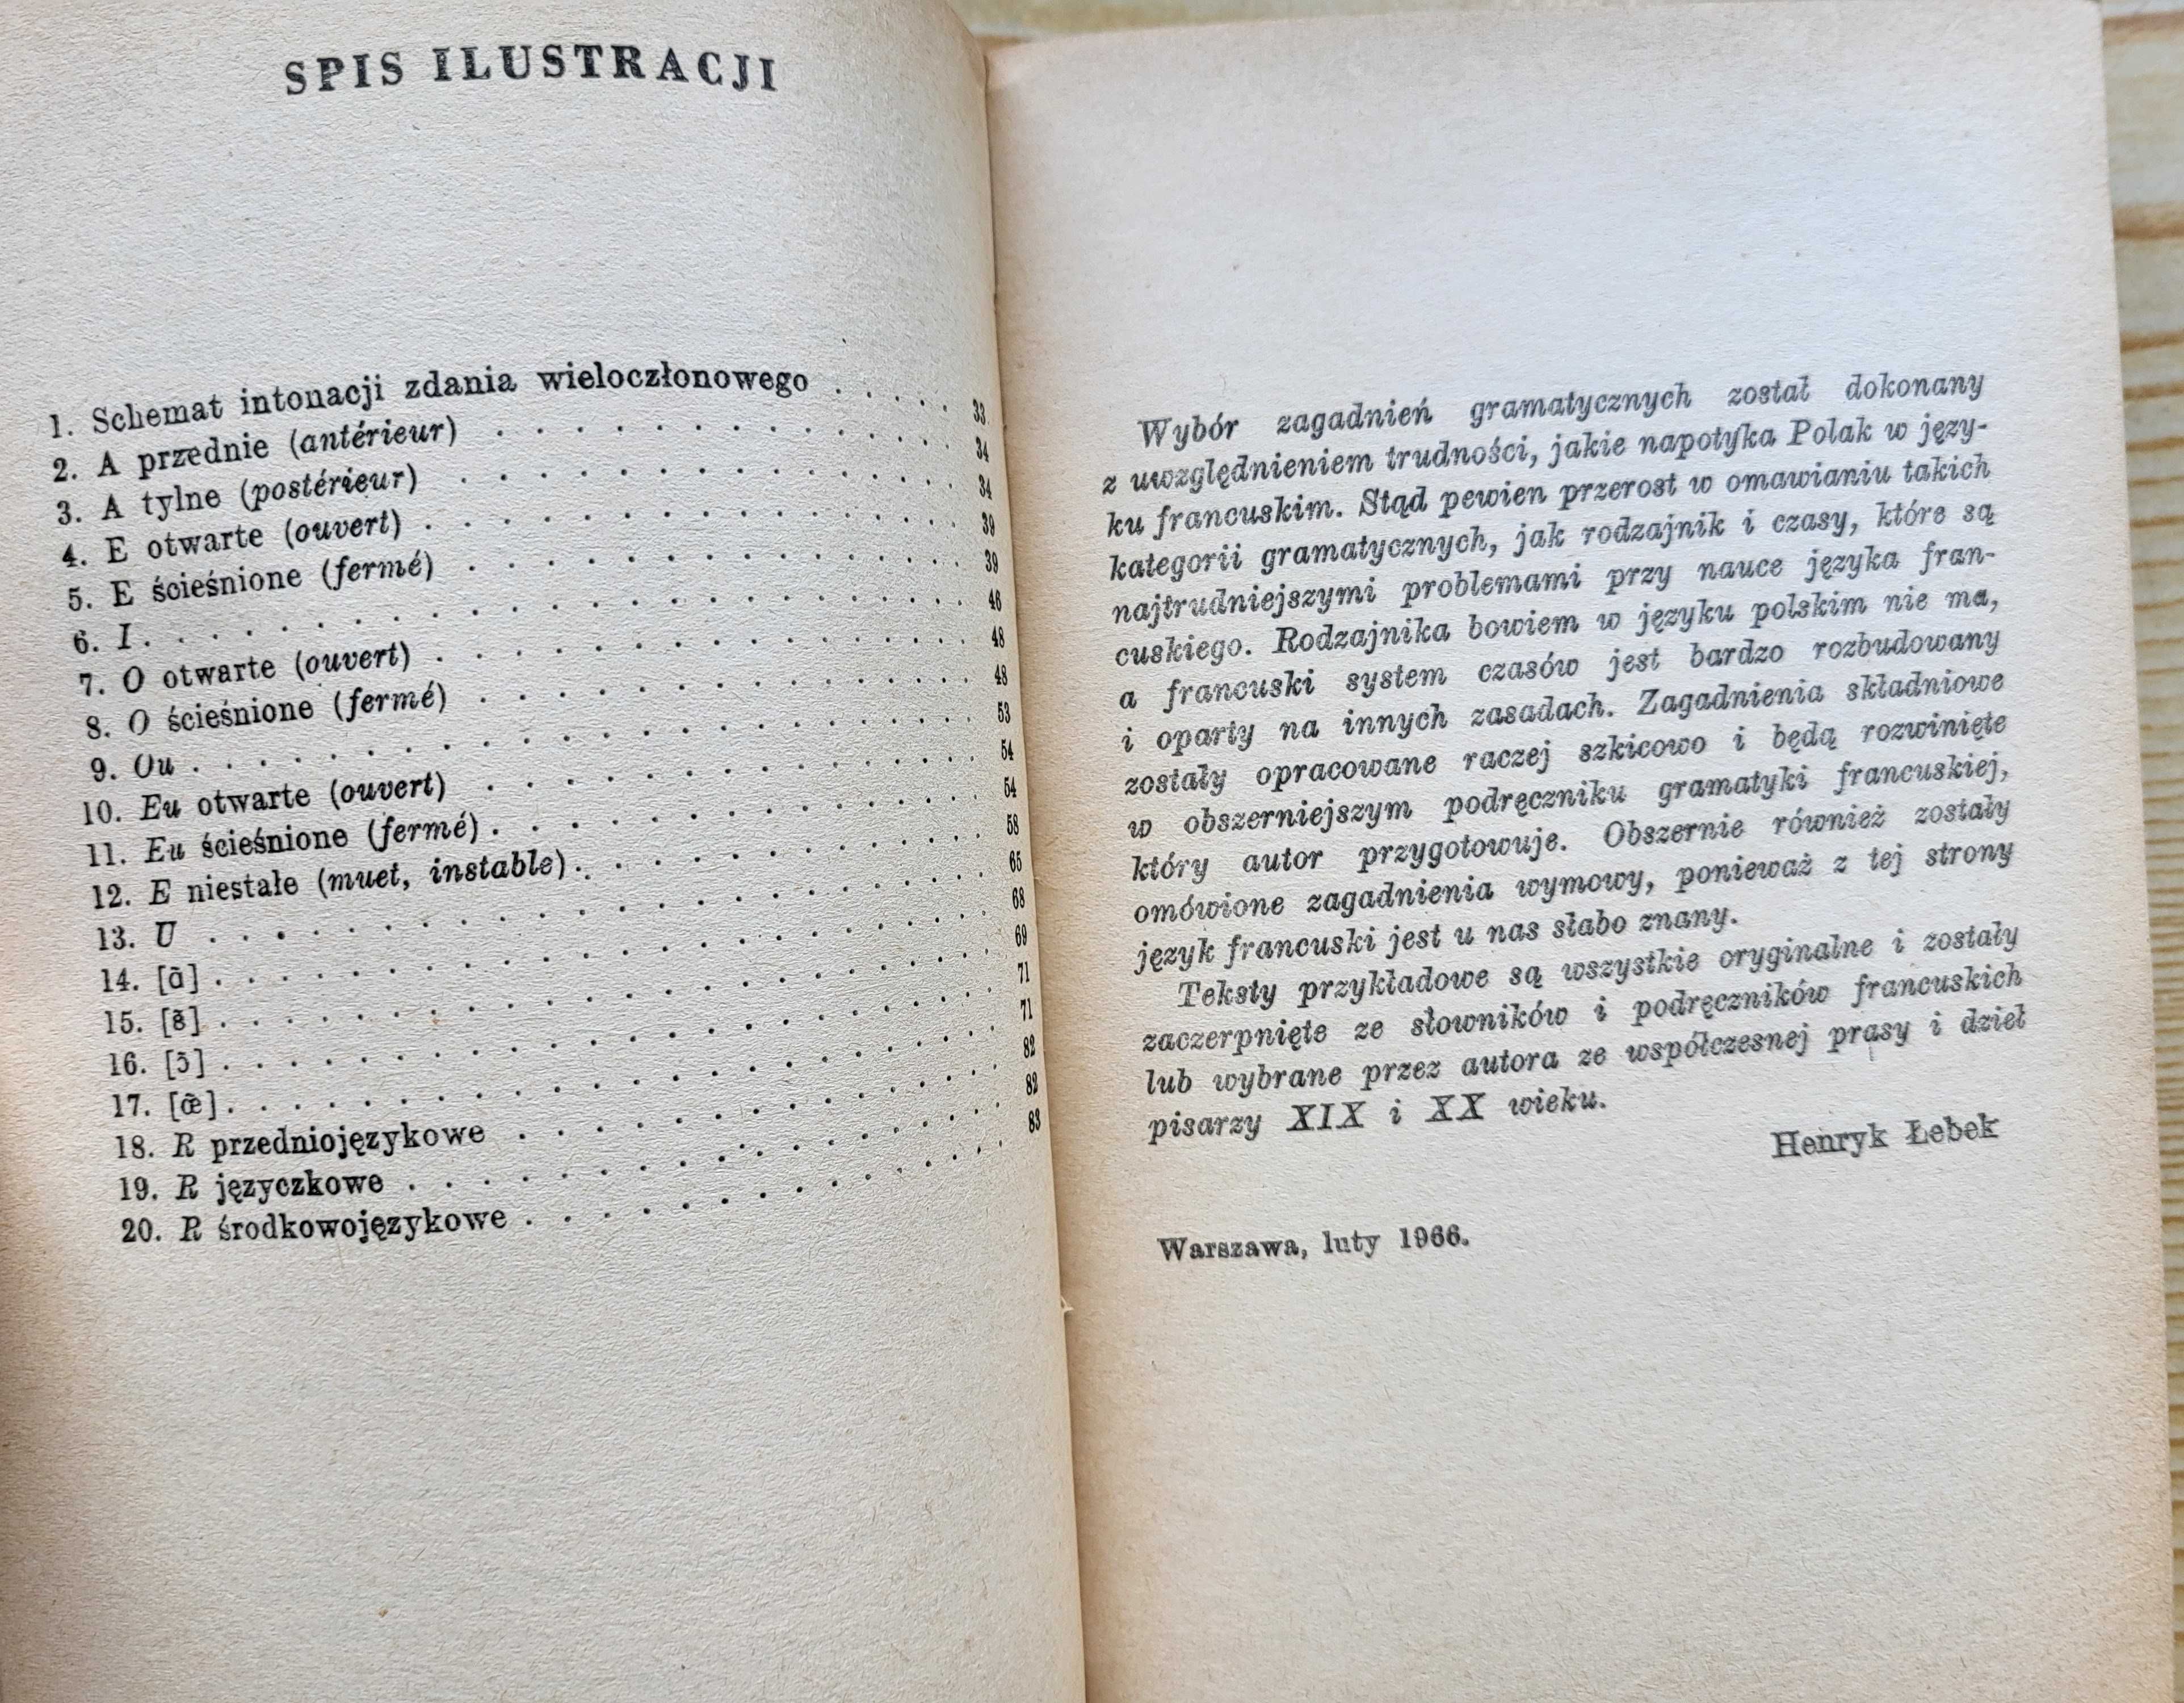 SPIS ILUSTRACJI
1. Schemat intonacji zdania wieloczłonowego . . . . . 33
2. A przednie (antérieur) . . . . . . . . . . . . . 34
3. A tylne (postérieur) . . . . . . . . . . . . . . 34
4. E otwarte (ouvert) . . . . . . . . . . . . . . . 39
5. E ścieśnione (fermé) . . . . . . . . . . . . . . 39
6. I . . . . . . . . . . . . . . . . . . . . . . . 46
7. O otwarte (ouvert) . . . . . . . . . . . . . . . 48
8. O ścieśnione (fermé) . . . . . . . . . . . . . . 48
9. Ou . . . . . . . . . . . . . . . . . . . . . . . 53
10. Eu otwarte (ouvert) . . . . . . . . . . . . . . 54
11. Eu ścieśnione (fermé) . . . . . . . . . . . . . 54
12. E niestałe (muet, instable) . . . . . . . . . . 58
13. U . . . . . . . . . . . . . . . . . . . . . . . 65
14. [ɑ̃] . . . . . . . . . . . . . . . . . . . . . . 68
15. [ɛ̃] . . . . . . . . . . . . . . . . . . . . . . 69
16. [ɔ̃] . . . . . . . . . . . . . . . . . . . . . . 71
17. [œ̃] . . . . . . . . . . . . . . . . . . . . . . 71
18. R przedniojęzykowe . . . . . . . . . . . . . . . 82
19. R języczkowe . . . . . . . . . . . . . . . . . . 82
20. R środkowojęzykowe . . . . . . . . . . . . . . . 83
Wybór zagadnień gramatycznych został dokonany
z uwzględnieniem trudności, jakie napotyka Polak w języ-
ku francuskim. Stąd pewien przerost w omawianiu takich
kategorii gramatycznych, jak rodzajnik i czasy, które są
najtrudniejszymi problemami przy nauce języka fran-
cuskiego. Rodzajnika bowiem w języku polskim nie ma,
a francuski system czasów jest bardzo rozbudowany
i oparty na innych zasadach. Zagadnienia składniowe
zostały opracowane raczej szkicowo i będą rozwinięte
w obszerniejszym podręczniku gramatyki francuskiej,
który autor przygotowuje. Obszernie również zostały
omówione zagadnienia wymowy, ponieważ z tej strony
język francuski jest u nas słabo znany.
Teksty przykładowe są wszystkie oryginalne i zostały
zaczerpnięte ze słowników i podręczników francuskich
lub wybrane przez autora ze współczesnej prasy i dzieł
pisarzy XIX i XX wieku.
Henryk Łebek
Warszawa, luty 1966.